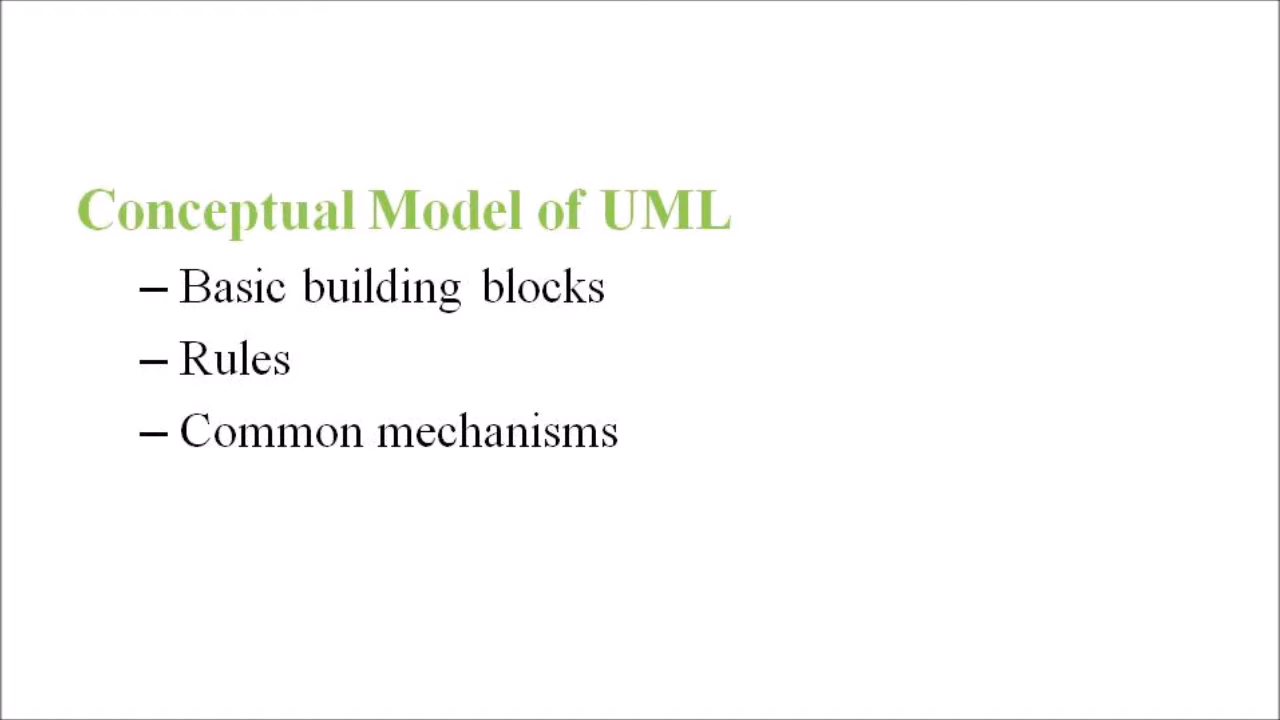 Conceptual Model of UML
– Basic building blocks
– Rules
– Common mechanisms